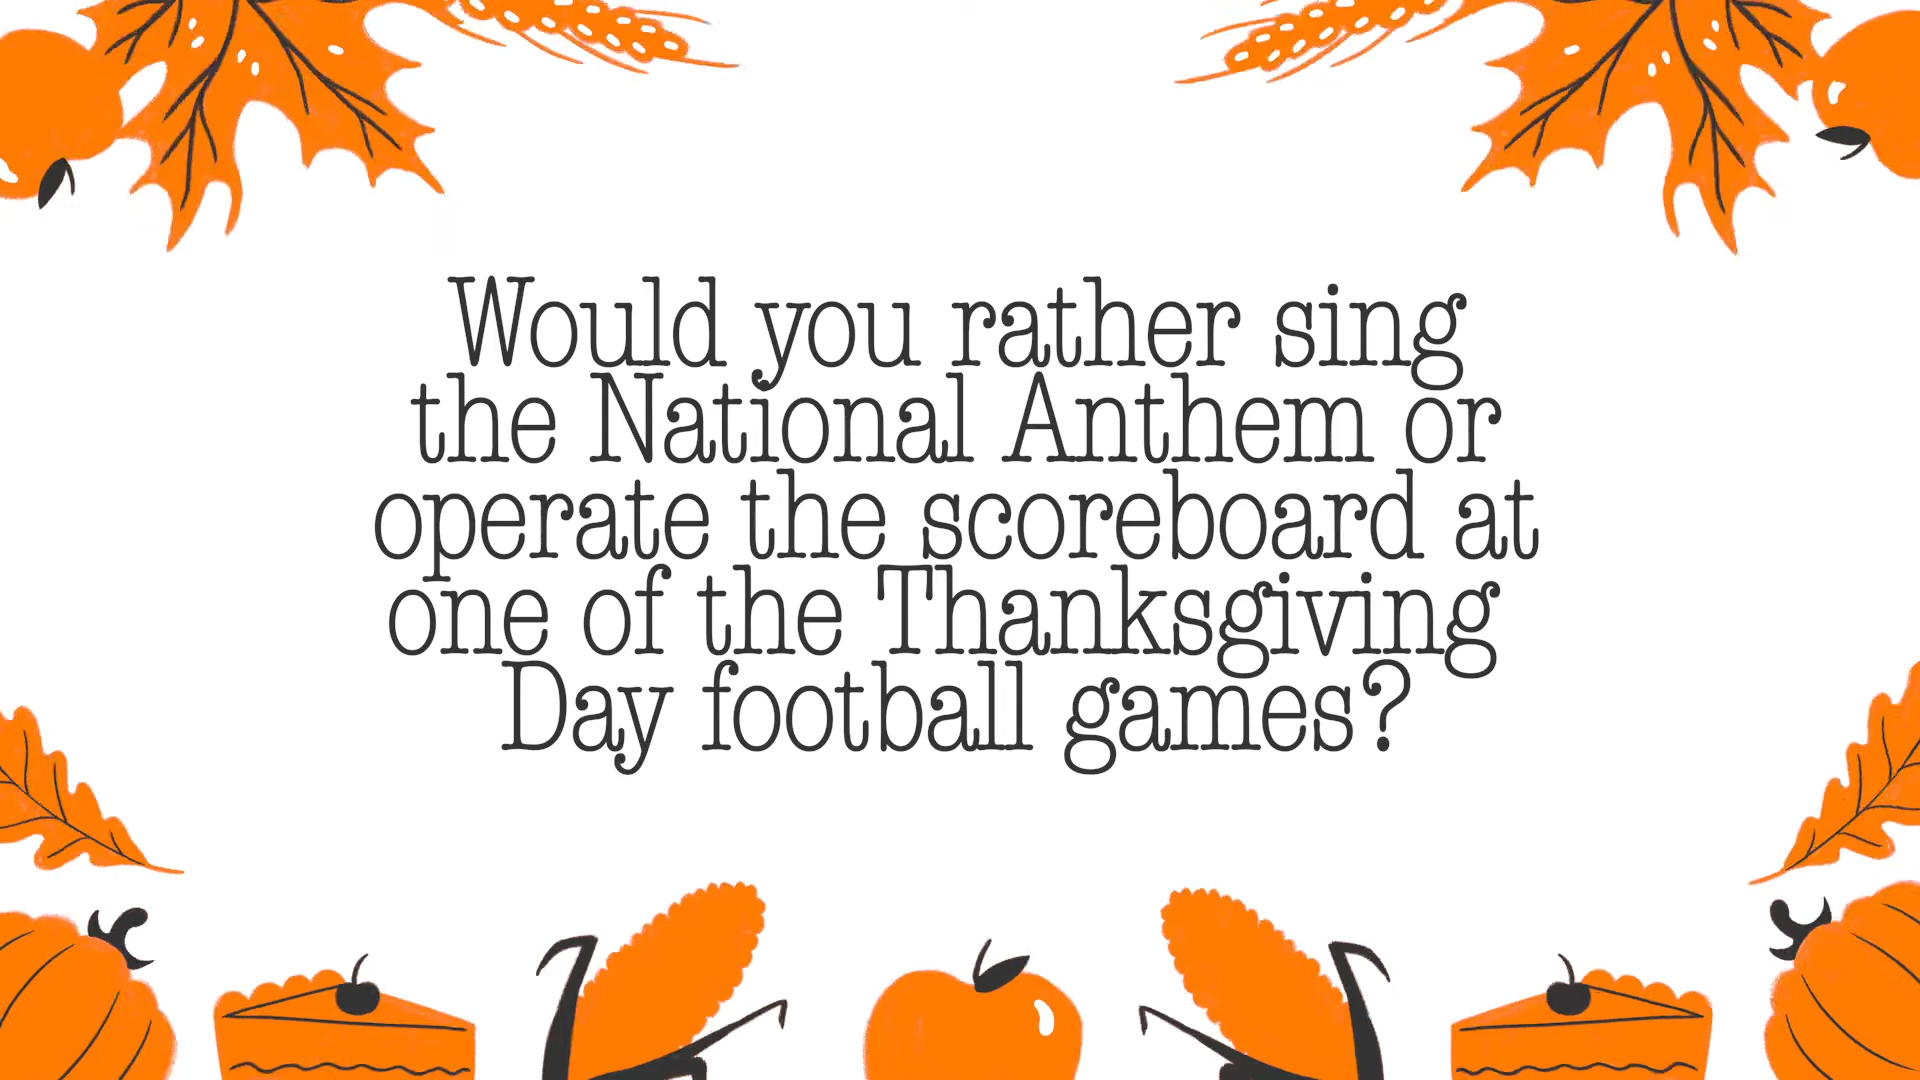 Would you rather sing
the National Anthem or
operate the scoreboard at
one of the Thanksgiving
Day football games?